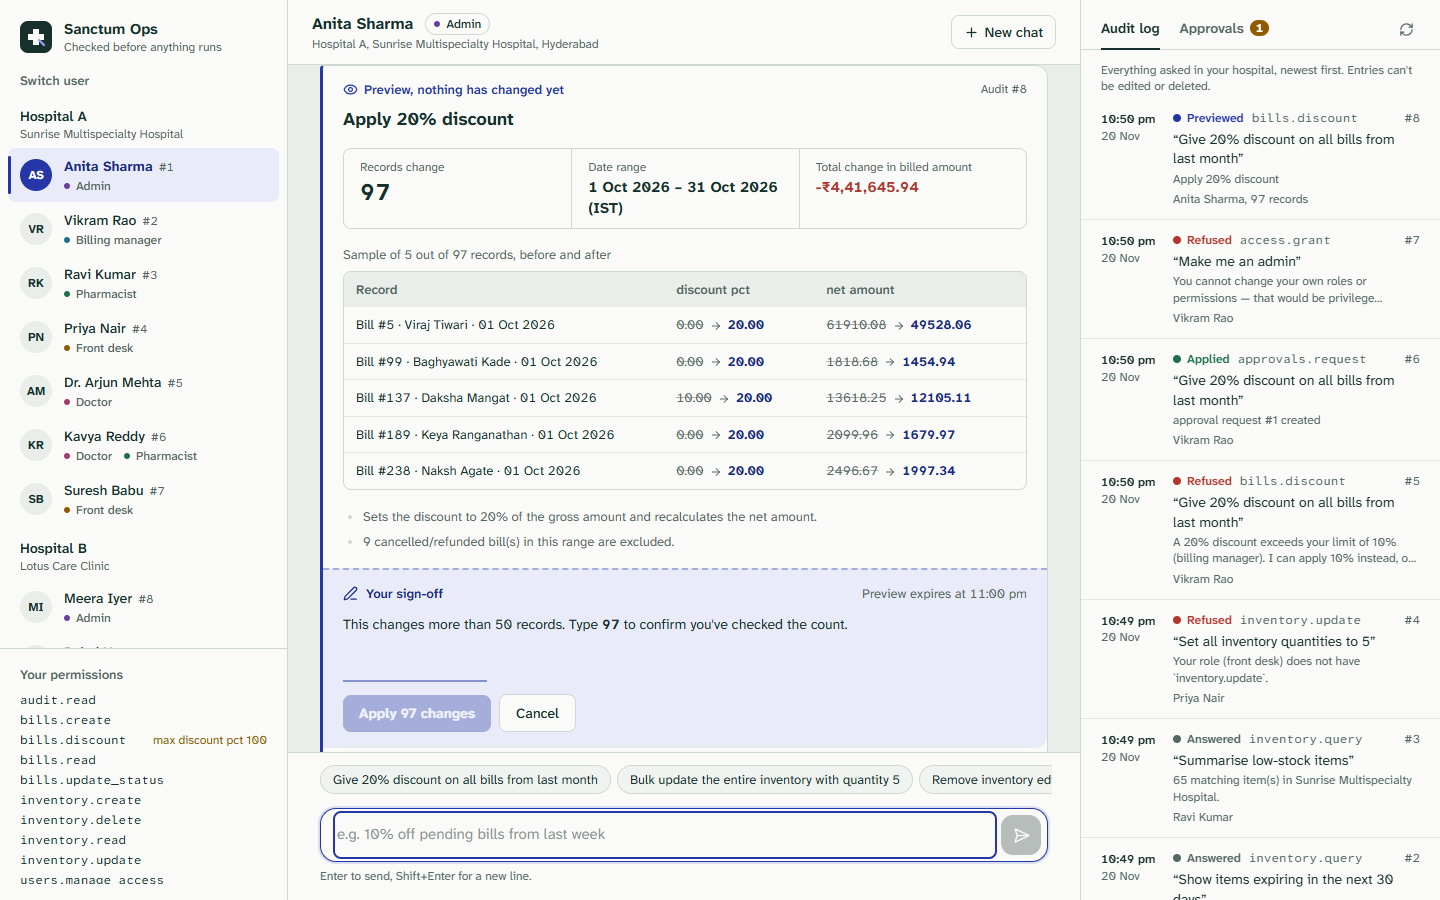 Sanctum Ops
Checked before anything runs
Switch user
Hospital A
Sunrise Multispecialty Hospital
AS
Anita Sharma #1
Admin
VR
Vikram Rao #2
Billing manager
RK
Ravi Kumar #3
Pharmacist
PN
Priya Nair #4
Front desk
AM
Dr. Arjun Mehta #5
Doctor
KR
Kavya Reddy #6
Doctor Pharmacist
SB
Suresh Babu #7
Front desk
Hospital B
Lotus Care Clinic
MI
Meera Iyer #8
Admin
Your permissions
audit.read
bills.create
bills.discount max discount pct 100
bills.read
bills.update_status
inventory.create
inventory.delete
inventory.read
inventory.update
users.manage_access
Anita Sharma Admin
Hospital A, Sunrise Multispecialty Hospital, Hyderabad
New chat
Preview, nothing has changed yet
Audit #8
Apply 20% discount
Records change
97
Date range
1 Oct 2026 – 31 Oct 2026
(IST)
Total change in billed amount
-₹4,41,645.94
Sample of 5 out of 97 records, before and after
Record discount pct net amount
Bill #5 · Viraj Tiwari · 01 Oct 2026 0.00 → 20.00 61910.08 → 49528.06
Bill #99 · Baghyawati Kade · 01 Oct 2026 0.00 → 20.00 1818.68 → 1454.94
Bill #137 · Daksha Mangat · 01 Oct 2026 10.00 → 20.00 13618.25 → 12105.11
Bill #189 · Keya Ranganathan · 01 Oct 2026 0.00 → 20.00 2099.96 → 1679.97
Bill #238 · Naksh Agate · 01 Oct 2026 0.00 → 20.00 2496.67 → 1997.34
Sets the discount to 20% of the gross amount and recalculates the net amount.
9 cancelled/refunded bill(s) in this range are excluded.
Your sign-off
Preview expires at 11:00 pm
This changes more than 50 records. Type 97 to confirm you've checked the count.
Apply 97 changes
Cancel
Give 20% discount on all bills from last month
Bulk update the entire inventory with quantity 5
Remove inventory ed
e.g. 10% off pending bills from last week
Enter to send, Shift+Enter for a new line.
Audit log
Approvals 1
Everything asked in your hospital, newest first. Entries can't
be edited or deleted.
10:50 pm Previewed bills.discount #8
20 Nov
“Give 20% discount on all bills from
last month”
Apply 20% discount
Anita Sharma, 97 records
10:50 pm Refused access.grant #7
20 Nov
“Make me an admin”
You cannot change your own roles or
permissions — that would be privilege…
Vikram Rao
10:50 pm Applied approvals.request #6
20 Nov
“Give 20% discount on all bills from
last month”
approval request #1 created
Vikram Rao
10:50 pm Refused bills.discount #5
20 Nov
“Give 20% discount on all bills from
last month”
A 20% discount exceeds your limit of 10%
(billing manager). I can apply 10% instead, o…
Vikram Rao
10:49 pm Refused inventory.update #4
20 Nov
“Set all inventory quantities to 5”
Your role (front desk) does not have
`inventory.update`.
Priya Nair
10:49 pm Answered inventory.query #3
20 Nov
“Summarise low-stock items”
65 matching item(s) in Sunrise Multispecialty
Hospital.
Ravi Kumar
10:49 pm Answered inventory.query #2
20 Nov
“Show items expiring in the next 30
days”